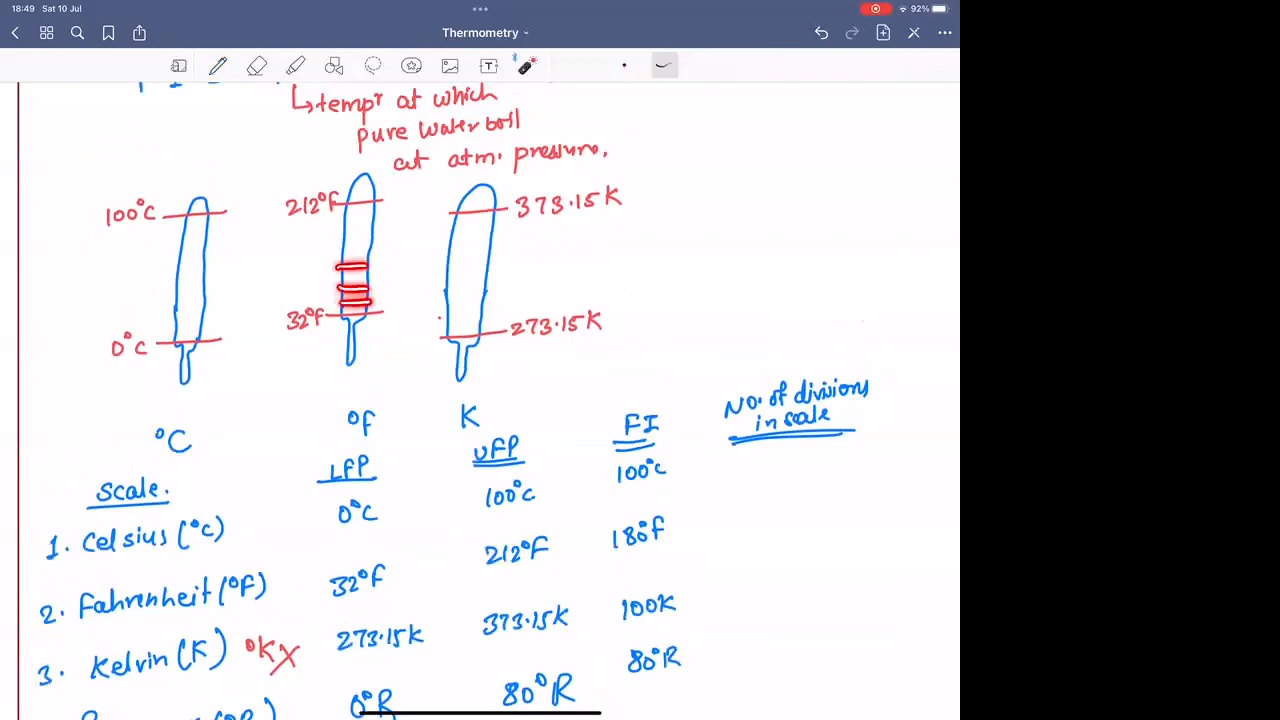 18:49 Sat 10 Jul
92%
Thermometry
T
↳ tempr at which
pure water boil
at atm. pressure.
100°C
212°F
373.15K
0°C
32°F
273.15K
°C
°F
K
Scale.
LFP
UFP
FI
No. of divisions
in scale
1. Celsius (°C) 0°C 100°C 100°C
2. Fahrenheit (°F) 32°F 212°F 180°F
3. Kelvin (K) °K X 273.15K 373.15K 100K
0°R 80°R 80°R